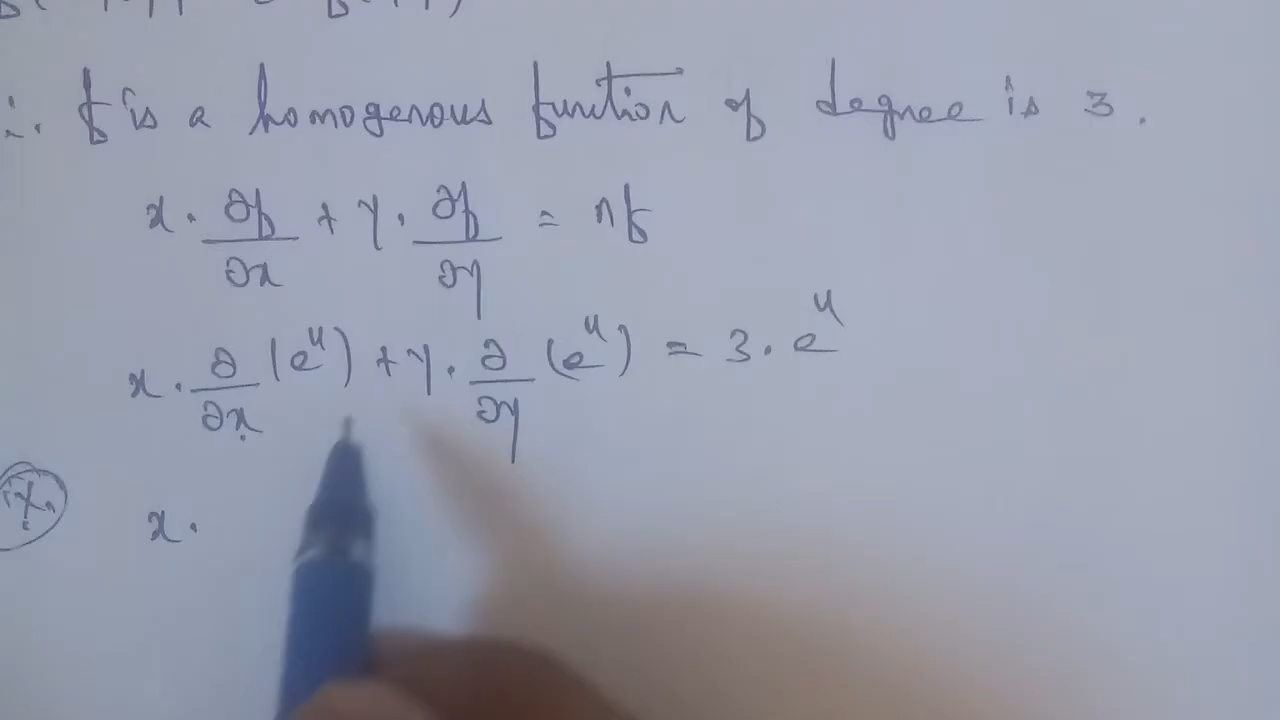 ∴ f is a homogenous function of degree is 3.
x . ∂f/∂x + y . ∂f/∂y = nf
x . ∂/∂x (e^u) + y . ∂/∂y (e^u) = 3 . e^u
x .